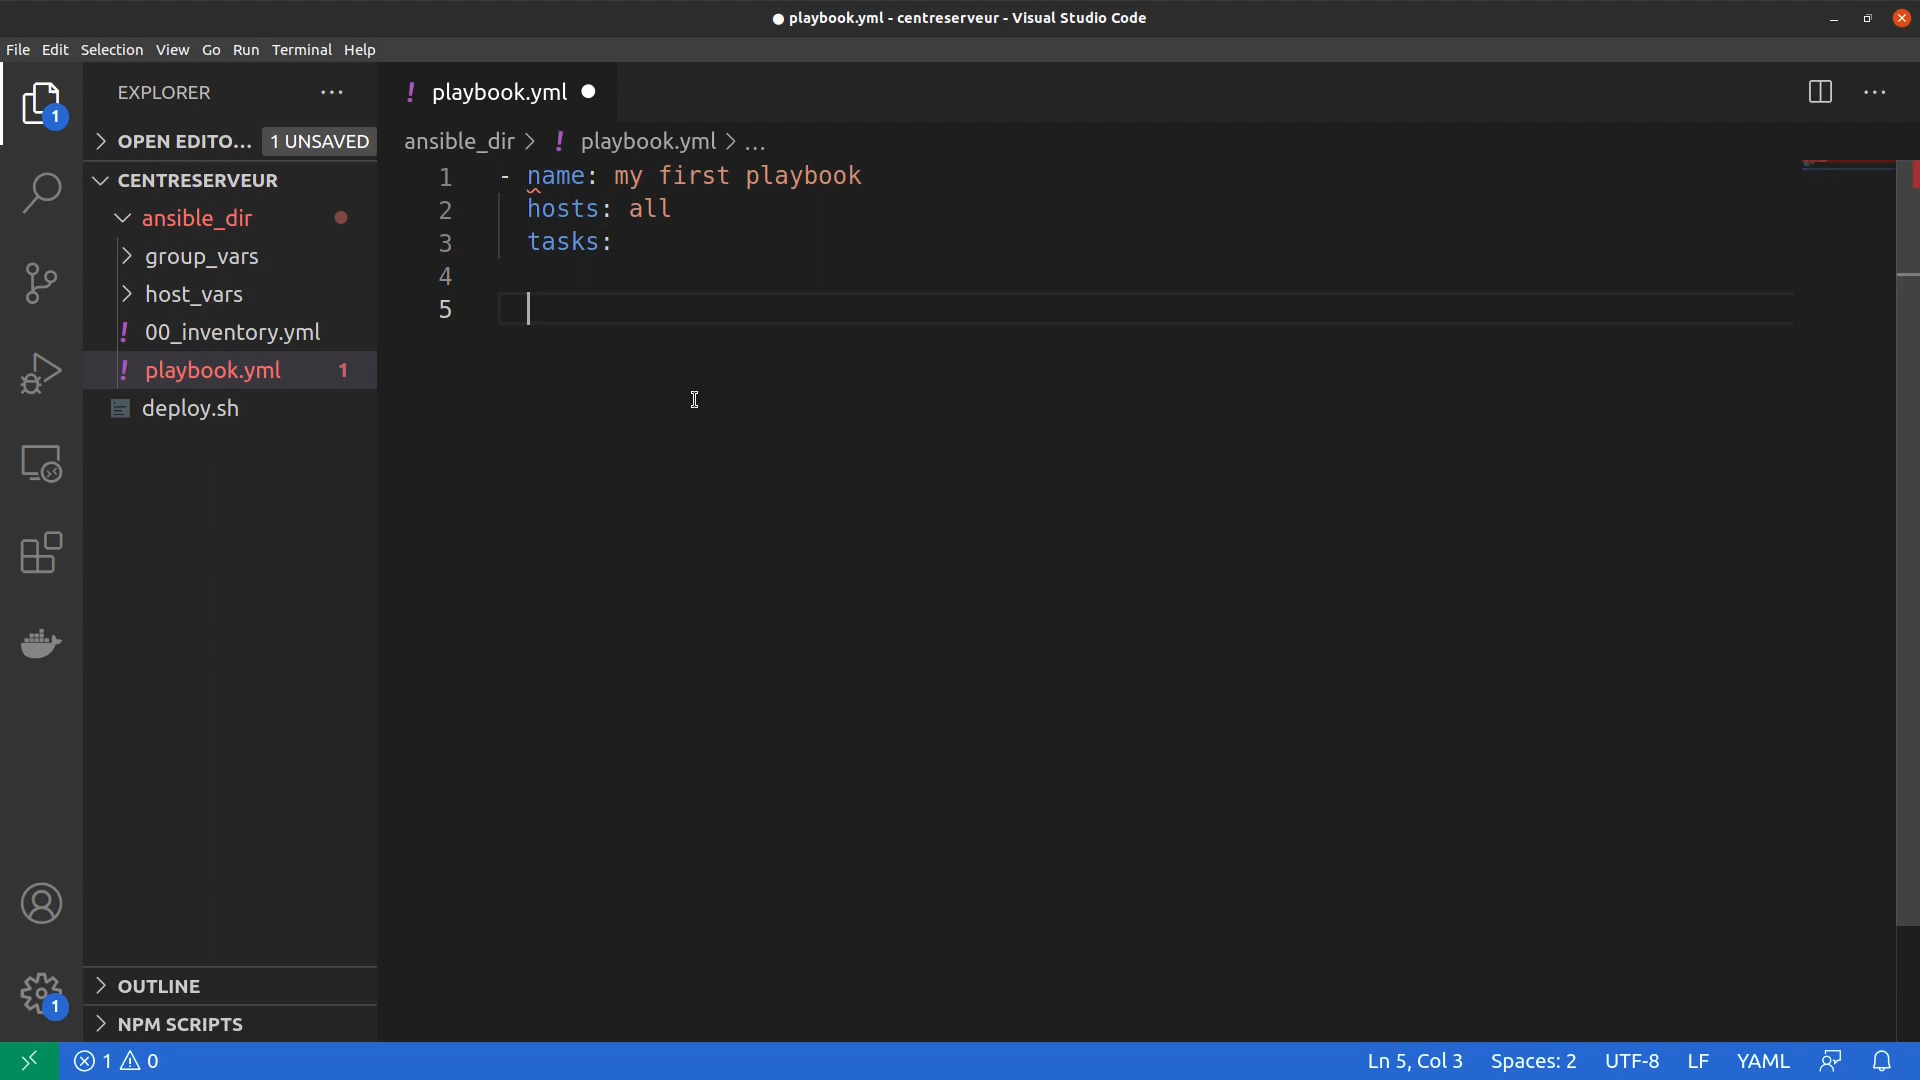 ● playbook.yml - centreserveur - Visual Studio Code
File Edit Selection View Go Run Terminal Help
EXPLORER ...
OPEN EDITO... 1 UNSAVED
CENTRESERVEUR
ansible_dir
group_vars
host_vars
! 00_inventory.yml
! playbook.yml 1
deploy.sh
OUTLINE
NPM SCRIPTS
1
1
! playbook.yml ●
ansible_dir > ! playbook.yml > ...
1 - name: my first playbook
2 hosts: all
3 tasks:
4
5
1 0 Ln 5, Col 3 Spaces: 2 UTF-8 LF YAML